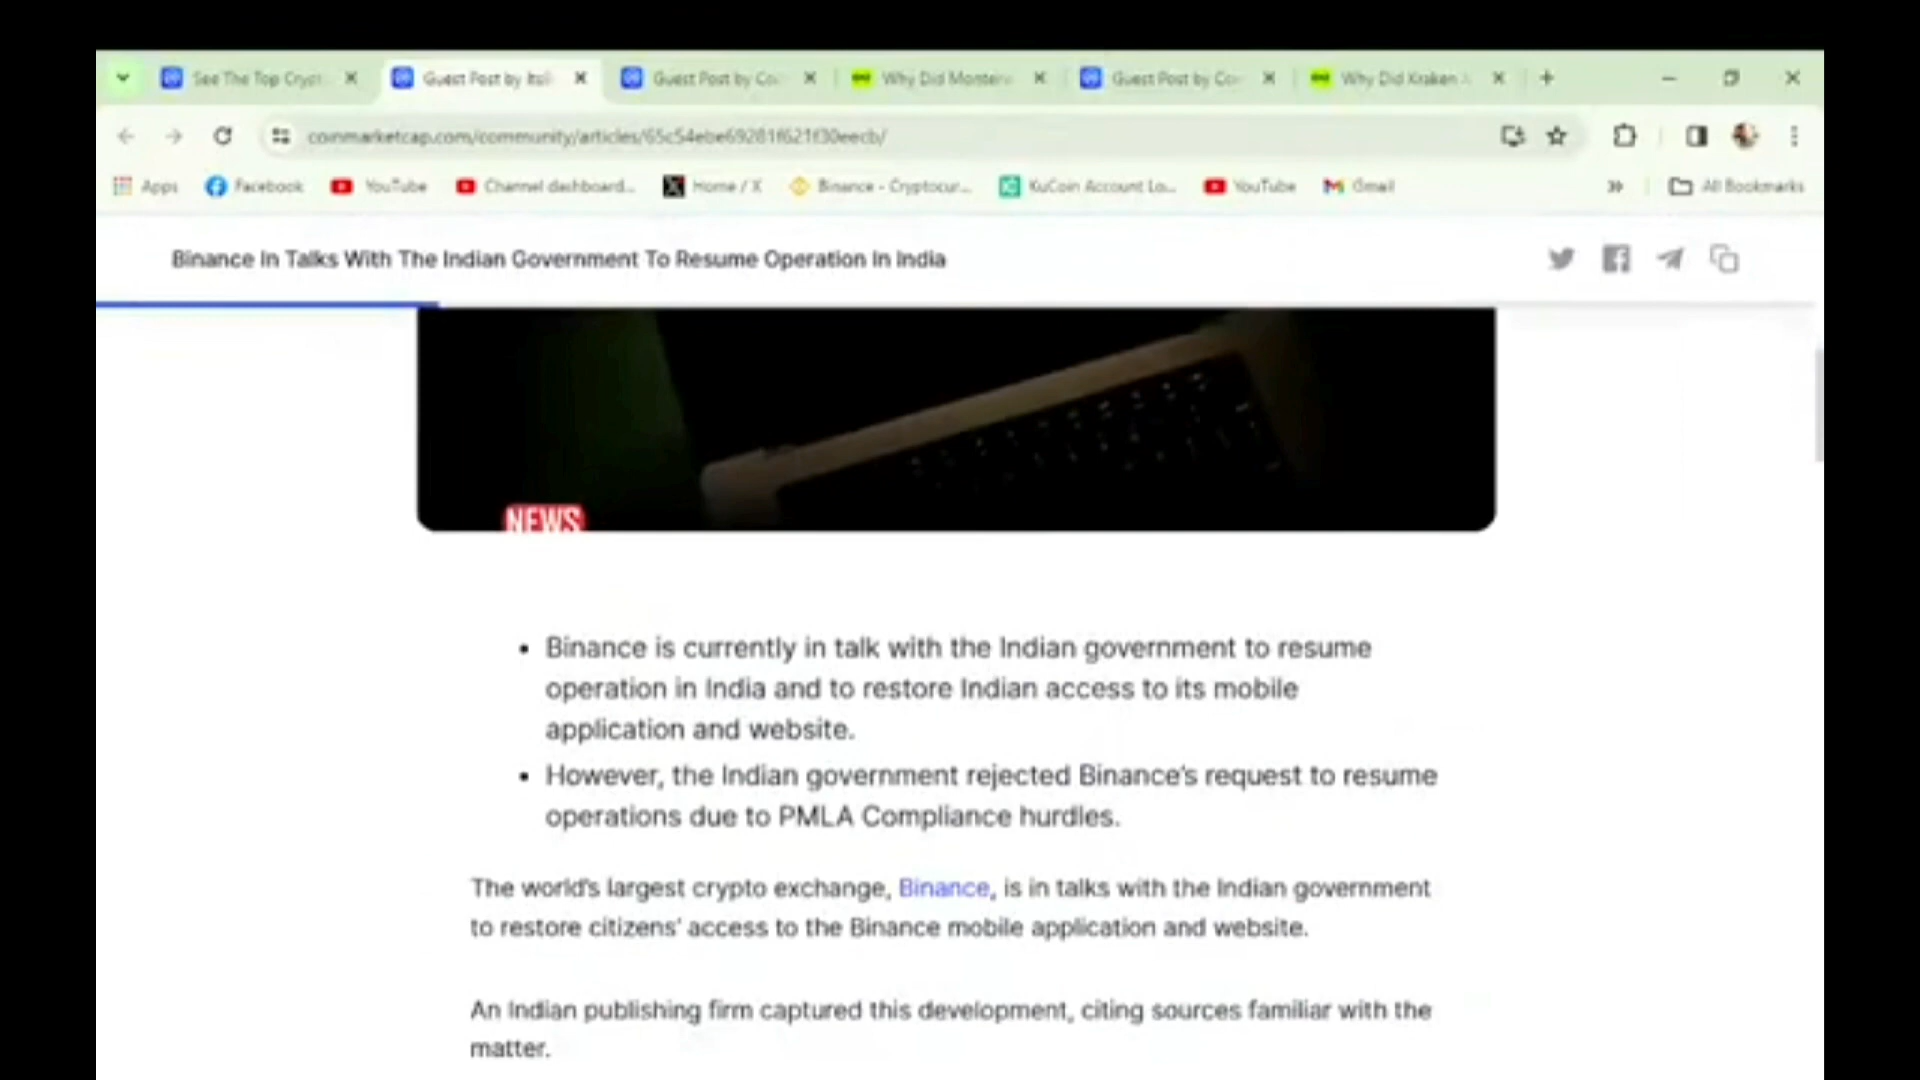 See The Top Crypt
Guest Post by Itsli
Guest Post by Co
Why Did Montene
Guest Post by Co
Why Did Kraken
coinmarketcap.com/community/articles/65c54ebe69281f621f30eecb/
Apps
Facebook
YouTube
Channel dashboard...
Home / X
Binance - Cryptocur...
KuCoin Account Lo...
YouTube
Gmail
All Bookmarks
Binance In Talks With The Indian Government To Resume Operation In India
NEWS
• Binance is currently in talk with the Indian government to resume
operation in India and to restore Indian access to its mobile
application and website.
• However, the Indian government rejected Binance's request to resume
operations due to PMLA Compliance hurdles.
The world's largest crypto exchange, Binance, is in talks with the Indian government
to restore citizens' access to the Binance mobile application and website.
An Indian publishing firm captured this development, citing sources familiar with the
matter.